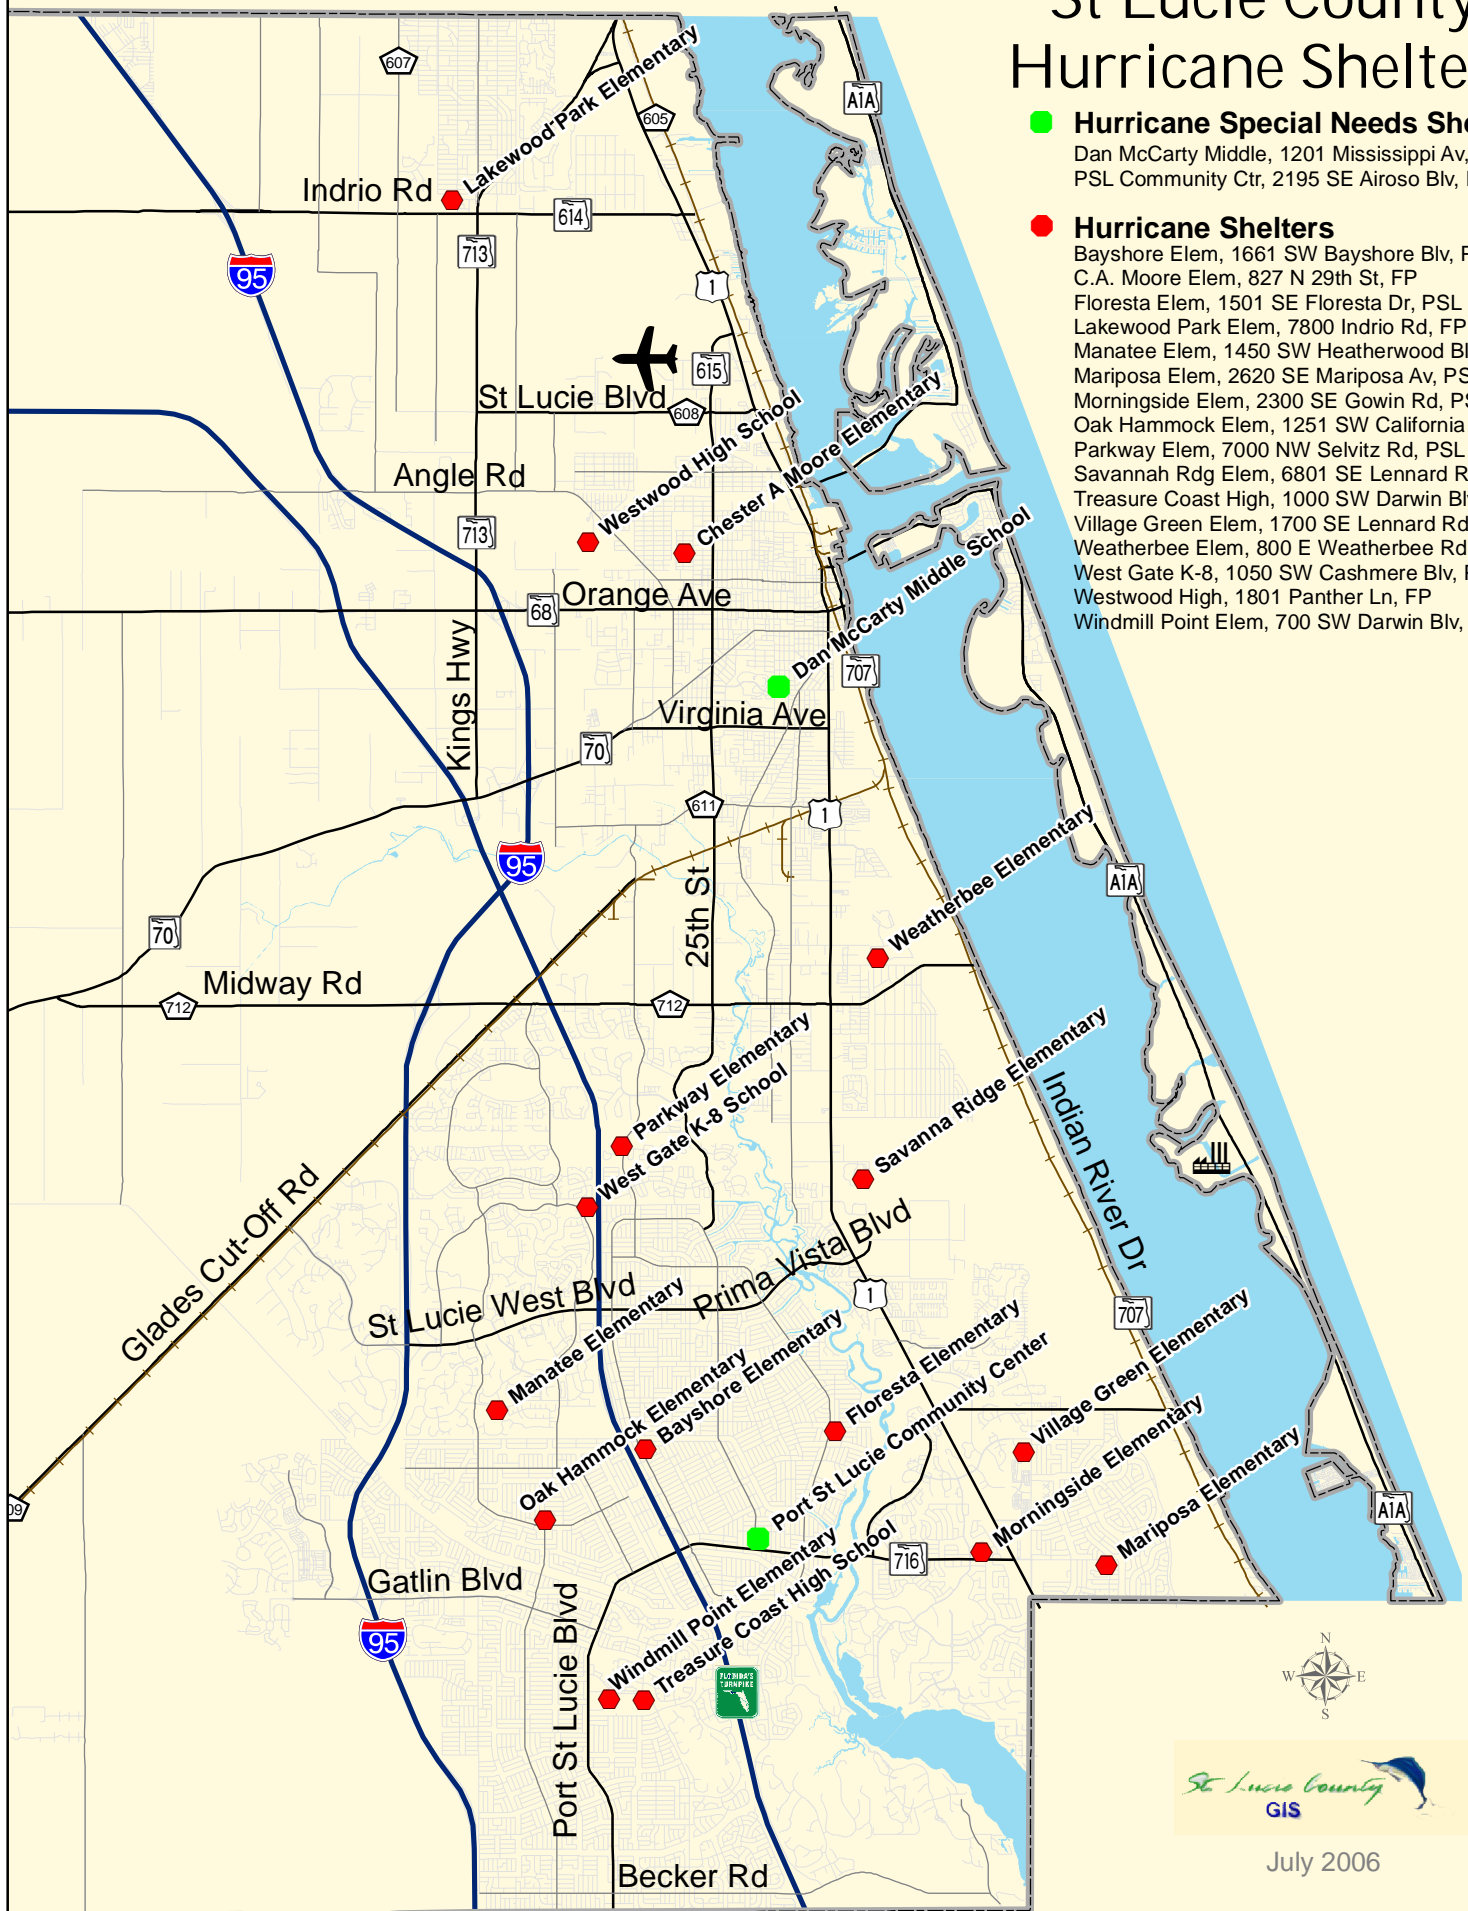 St Lucie County
Hurricane Shelte
Hurricane Special Needs She
Dan McCarty Middle, 1201 Mississippi Av,
PSL Community Ctr, 2195 SE Airoso Blv,
Hurricane Shelters
Bayshore Elem, 1661 SW Bayshore Blv, P
C.A. Moore Elem, 827 N 29th St, FP
Floresta Elem, 1501 SE Floresta Dr, PSL
Lakewood Park Elem, 7800 Indrio Rd, FP
Manatee Elem, 1450 SW Heatherwood Bl
Mariposa Elem, 2620 SE Mariposa Av, PS
Morningside Elem, 2300 SE Gowin Rd, PS
Oak Hammock Elem, 1251 SW California
Parkway Elem, 7000 NW Selvitz Rd, PSL
Savannah Rdg Elem, 6801 SE Lennard R
Treasure Coast High, 1000 SW Darwin Blv
Village Green Elem, 1700 SE Lennard Rd
Weatherbee Elem, 800 E Weatherbee Rd
West Gate K-8, 1050 SW Cashmere Blv, P
Westwood High, 1801 Panther Ln, FP
Windmill Point Elem, 700 SW Darwin Blv,
607
605
A1A
Lakewood Park Elementary
Indrio Rd
614
713
95
1
615
St Lucie Blvd
608
Angle Rd
Westwood High School
Chester A Moore Elementary
713
Orange Ave
68
Dan McCarty Middle School
707
Kings Hwy
Virginia Ave
70
611
1
95
25th St
Weatherbee Elementary
A1A
70
Midway Rd
712
712
Parkway Elementary
West Gate K-8 School
Savanna Ridge Elementary
Indian River Dr
Glades Cut-Off Rd
St Lucie West Blvd
Prima Vista Blvd
1
707
Manatee Elementary
Oak Hammock Elementary
Bayshore Elementary
Floresta Elementary
Port St Lucie Community Center
Village Green Elementary
Morningside Elementary
Mariposa Elementary
A1A
09
716
Gatlin Blvd
95
Port St Lucie Blvd
Windmill Point Elementary
Treasure Coast High School
FLORIDA'S
TURNPIKE
Becker Rd
N
W E
S
St Lucie County
GIS
July 2006